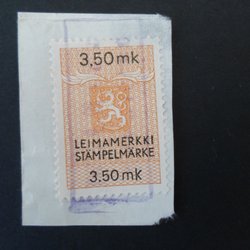 3,50 mk
LEIMAMERKKI
STÄMPELMÄRKE
3.50 mk